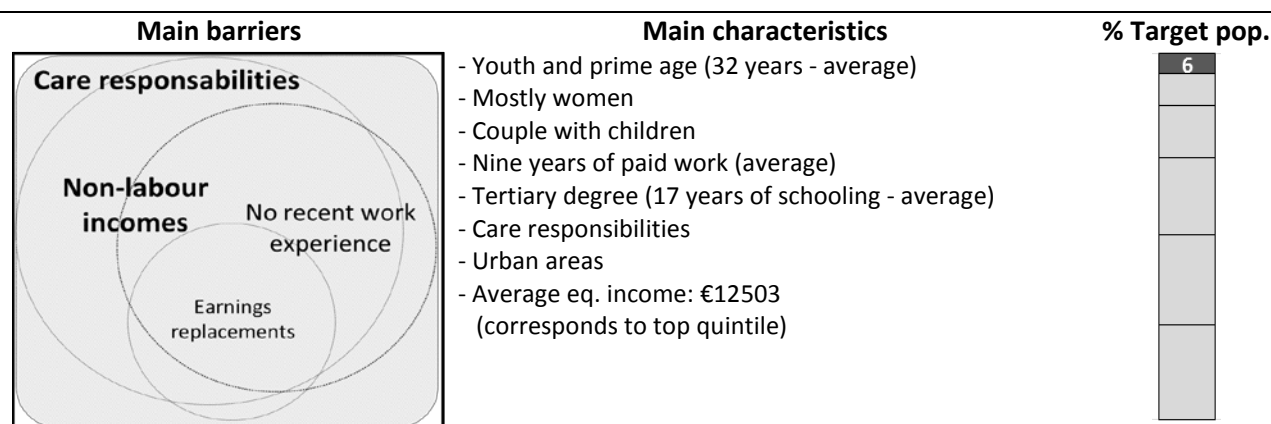 Main barriers
Main characteristics
% Target pop.
Care responsabilities
Non-labour
incomes
No recent work
experience
Earnings
replacements
- Youth and prime age (32 years - average)
- Mostly women
- Couple with children
- Nine years of paid work (average)
- Tertiary degree (17 years of schooling - average)
- Care responsibilities
- Urban areas
- Average eq. income: €12503
(corresponds to top quintile)
6